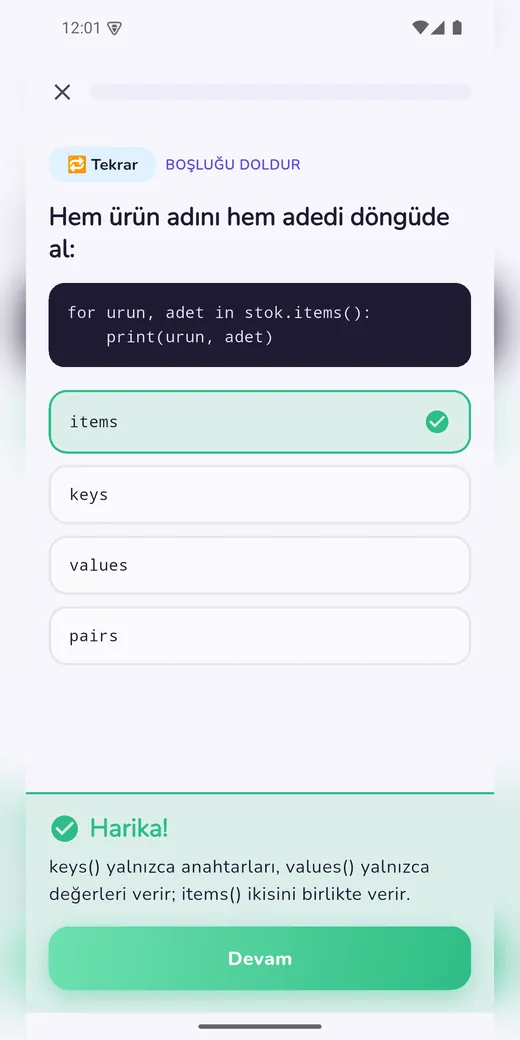 12:01
Tekrar
BOŞLUĞU DOLDUR
Hem ürün adını hem adedi döngüde
al:
for urun, adet in stok.items():
    print(urun, adet)
items
keys
values
pairs
Harika!
keys() yalnızca anahtarları, values() yalnızca
değerleri verir; items() ikisini birlikte verir.
Devam